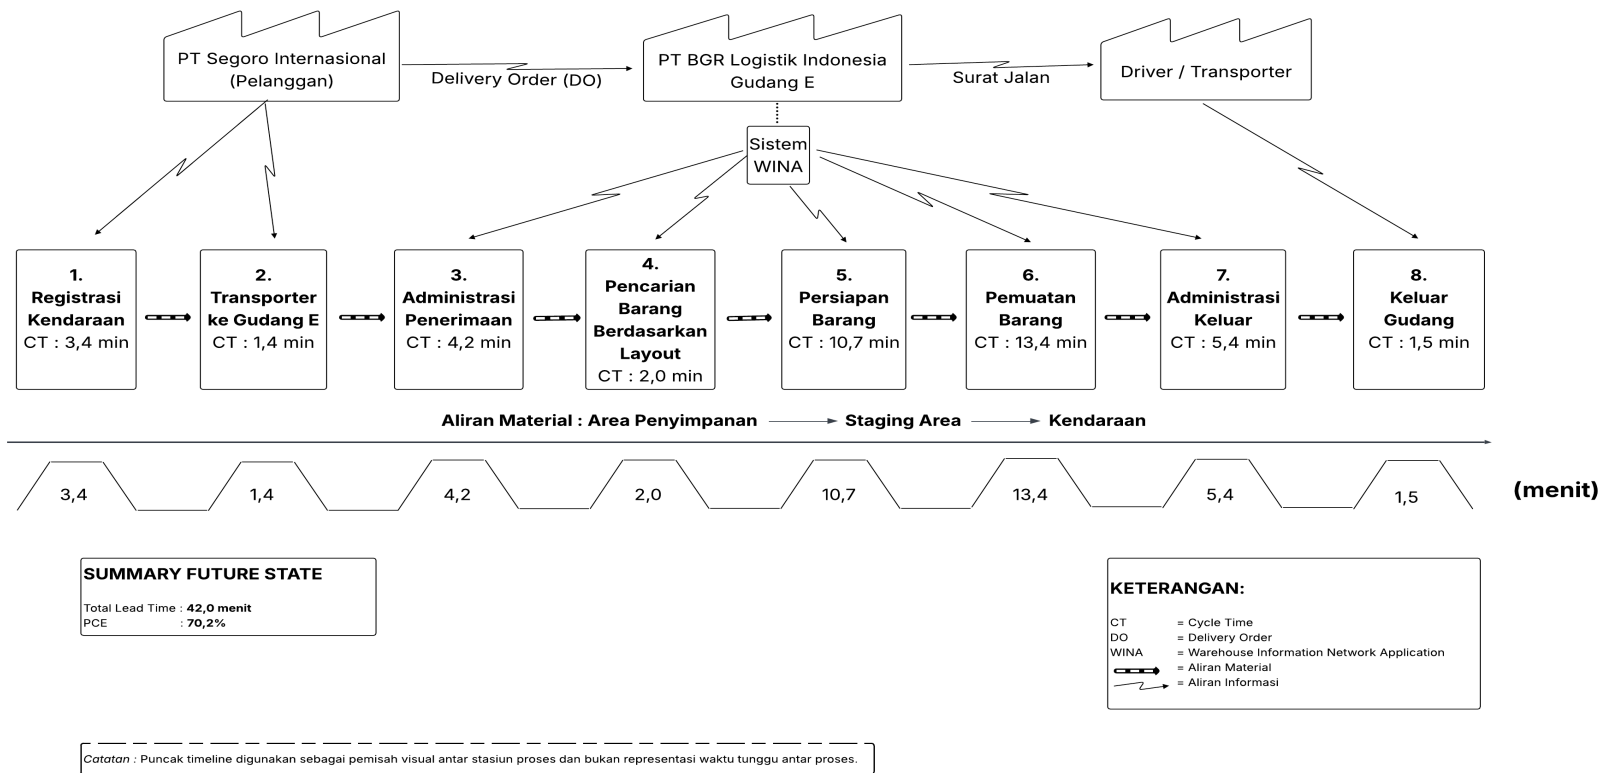 PT Segoro Internasional
(Pelanggan)
Delivery Order (DO)
PT BGR Logistik Indonesia
Gudang E
Surat Jalan
Driver / Transporter
Sistem
WINA
1.
Registrasi
Kendaraan
CT : 3,4 min
2.
Transporter
ke Gudang E
CT : 1,4 min
3.
Administrasi
Penerimaan
CT : 4,2 min
4.
Pencarian
Barang
Berdasarkan
Layout
CT : 2,0 min
5.
Persiapan
Barang
CT : 10,7 min
6.
Pemuatan
Barang
CT : 13,4 min
7.
Administrasi
Keluar
CT : 5,4 min
8.
Keluar
Gudang
CT : 1,5 min
Aliran Material : Area Penyimpanan Staging Area Kendaraan
3,4 1,4 4,2 2,0 10,7 13,4 5,4 1,5 (menit)
SUMMARY FUTURE STATE
Total Lead Time : 42,0 menit
PCE : 70,2%
KETERANGAN:
CT = Cycle Time
DO = Delivery Order
WINA = Warehouse Information Network Application
= Aliran Material
= Aliran Informasi
Catatan : Puncak timeline digunakan sebagai pemisah visual antar stasiun proses dan bukan representasi waktu tunggu antar proses.